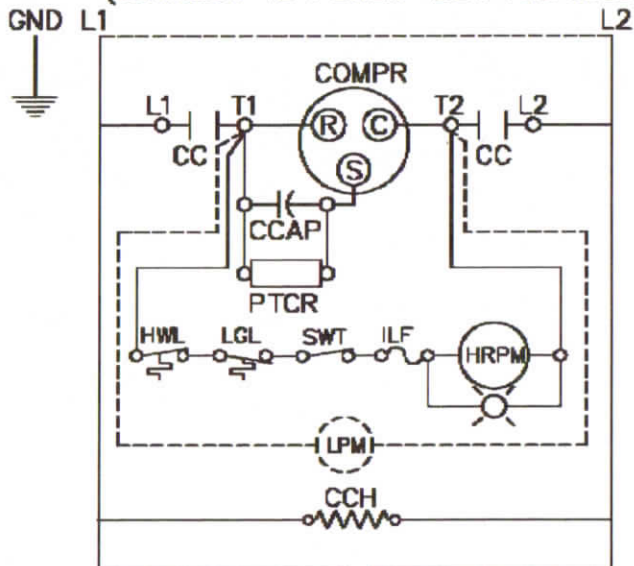 GND L1 L2
COMPR
L1 T1 R C T2 L2
CC S CC
CCAP
PTCR
HWL LGL SWT ILF HRPM
LPM
CCH